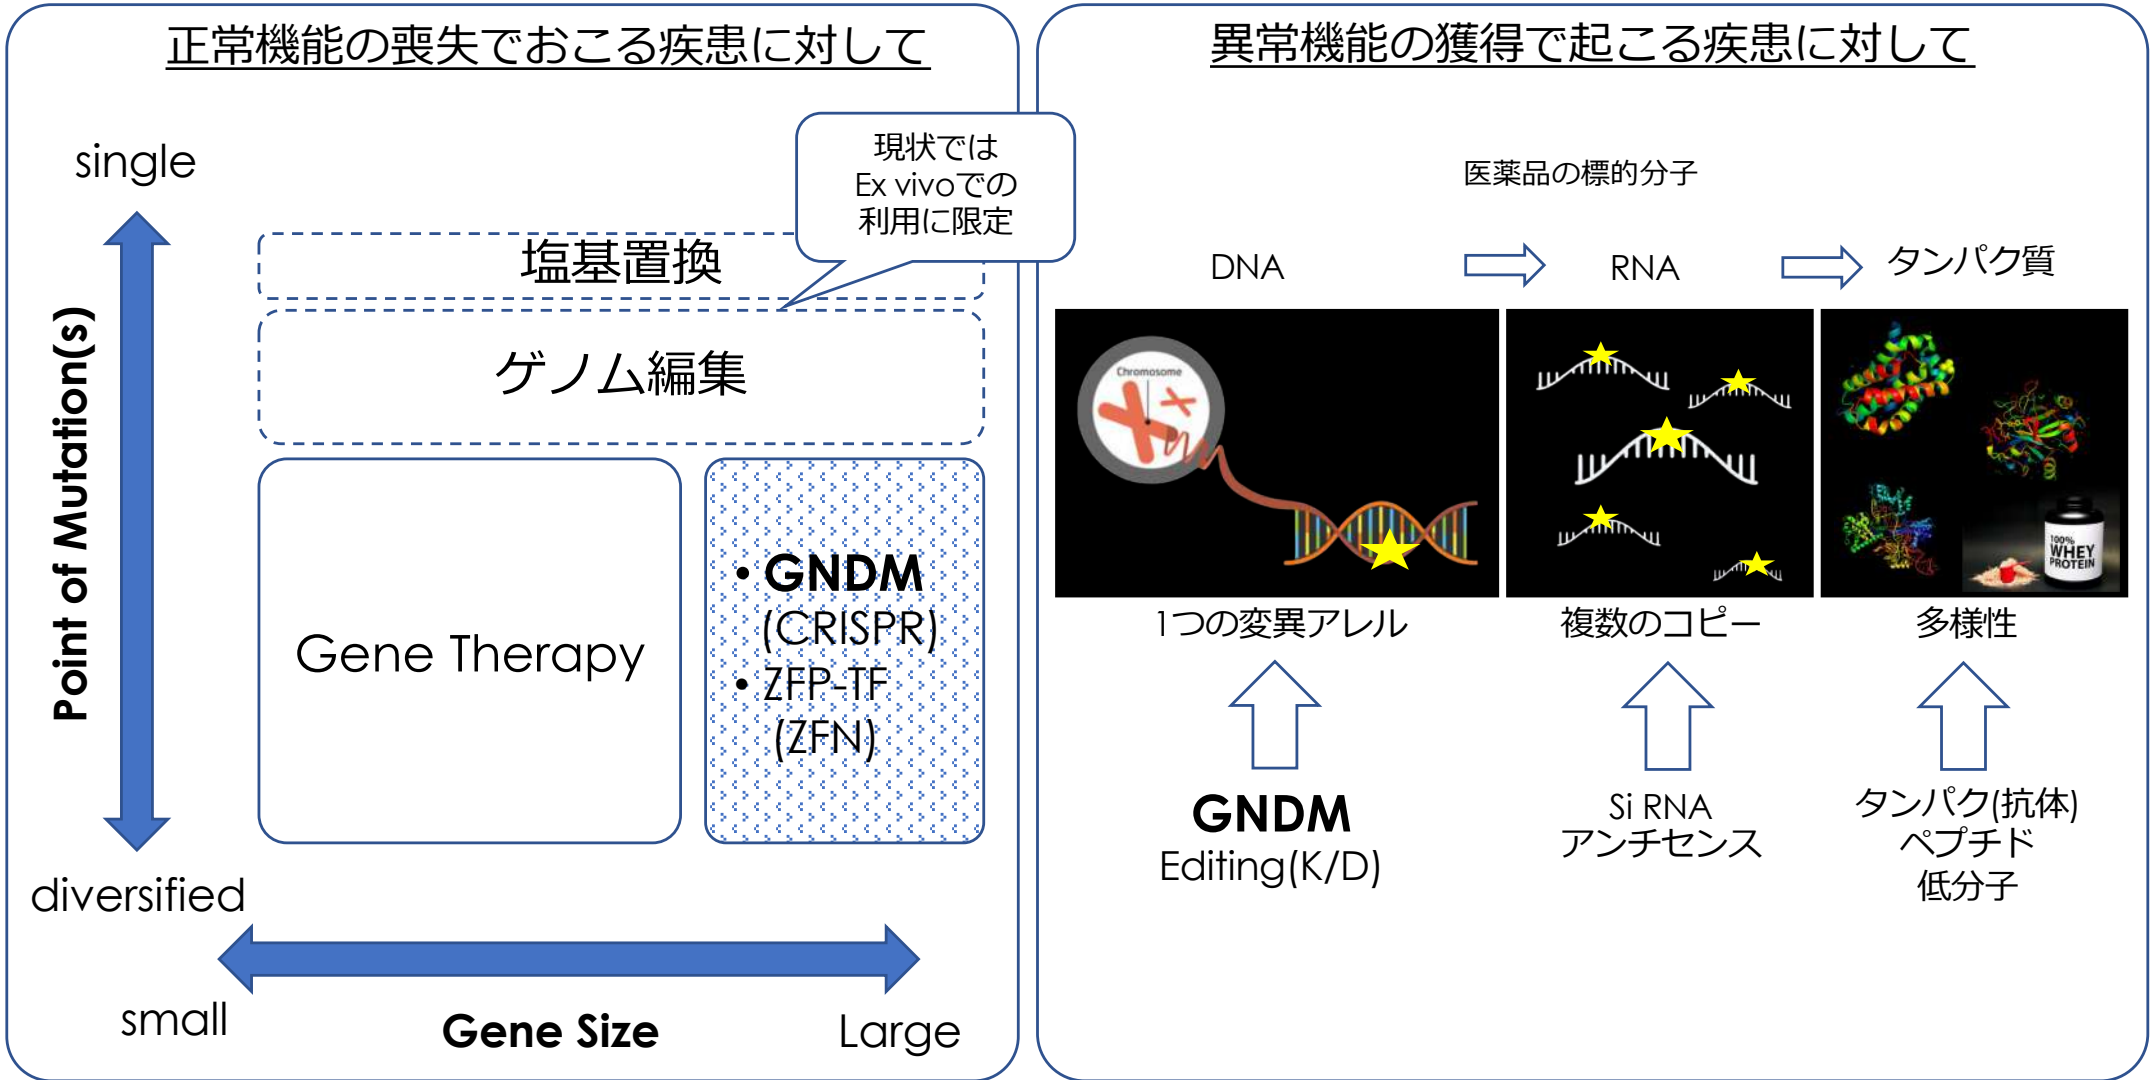 正常機能の喪失でおこる疾患に対して
single
現状では
Ex vivoでの
利用に限定
塩基置換
ゲノム編集
Point of Mutation(s)
Gene Therapy
• GNDM
(CRISPR)
• ZFP-TF
(ZFN)
diversified
small
Gene Size
Large
異常機能の獲得で起こる疾患に対して
医薬品の標的分子
DNA
RNA
タンパク質
Chromosome
100%
WHEY
PROTEIN
1つの変異アレル
複数のコピー
多様性
GNDM
Editing(K/D)
Si RNA
アンチセンス
タンパク(抗体)
ペプチド
低分子